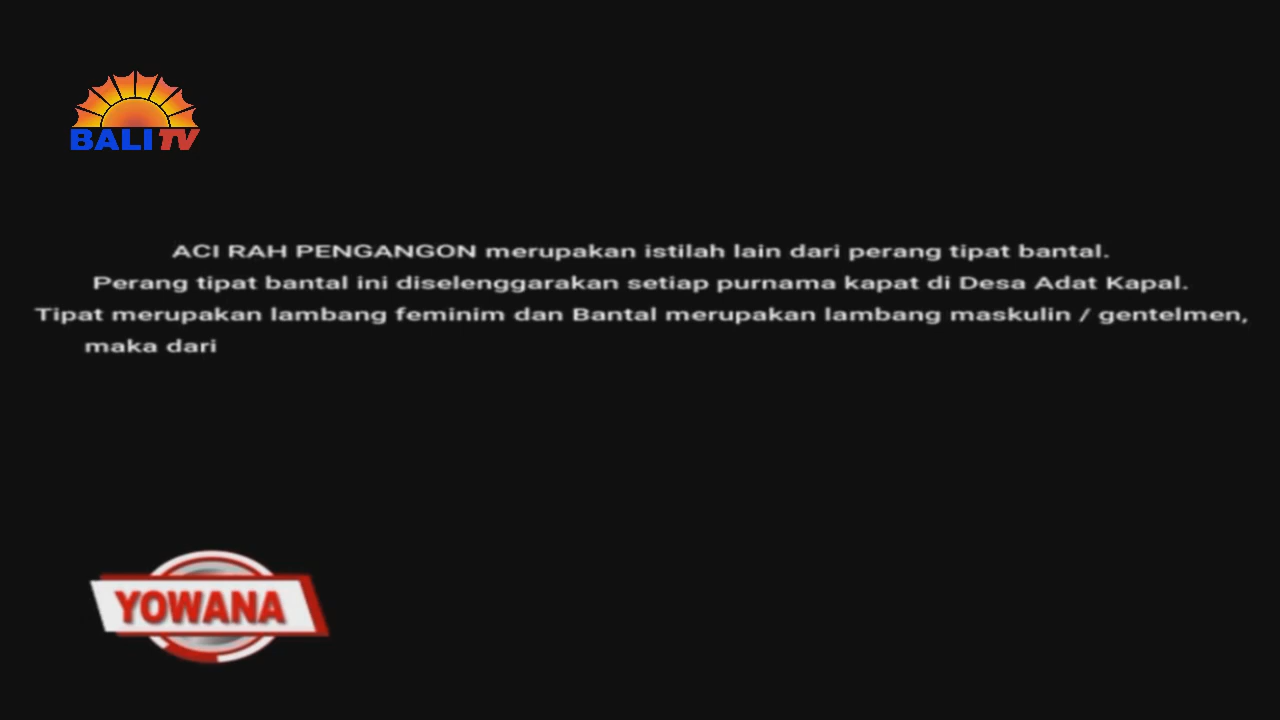 BALI TV
ACI RAH PENGANGON merupakan istilah lain dari perang tipat bantal.
Perang tipat bantal ini diselenggarakan setiap purnama kapat di Desa Adat Kapal.
Tipat merupakan lambang feminim dan Bantal merupakan lambang maskulin / gentelmen,
maka dari
YOWANA